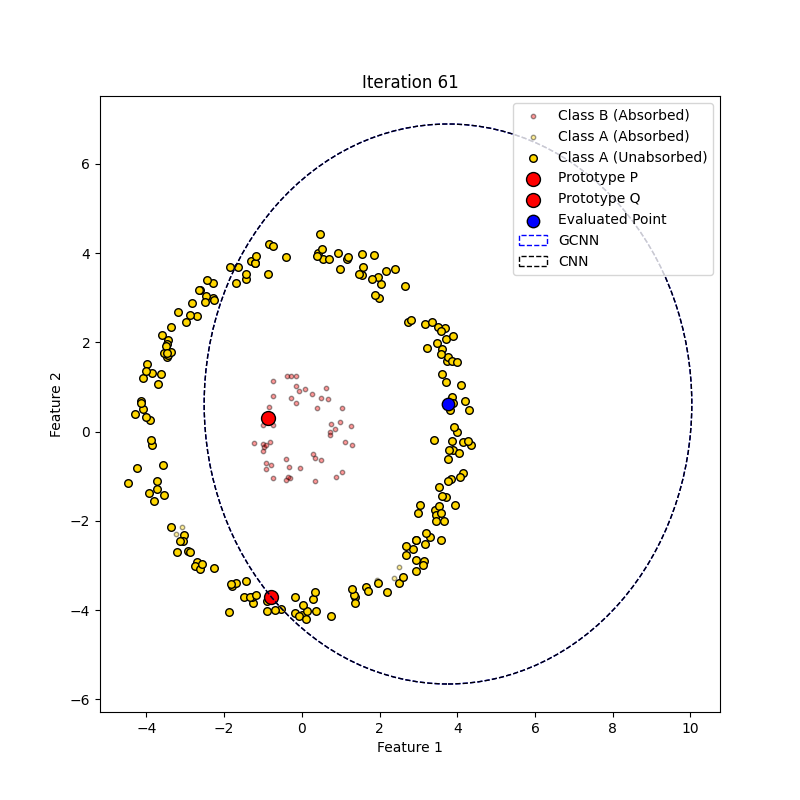 Iteration 61
Class B (Absorbed)
Class A (Absorbed)
Class A (Unabsorbed)
Prototype P
Prototype Q
Evaluated Point
GCNN
CNN
6
4
2
0
−2
−4
−6
Feature 2
−4 −2 0 2 4 6 8 10
Feature 1